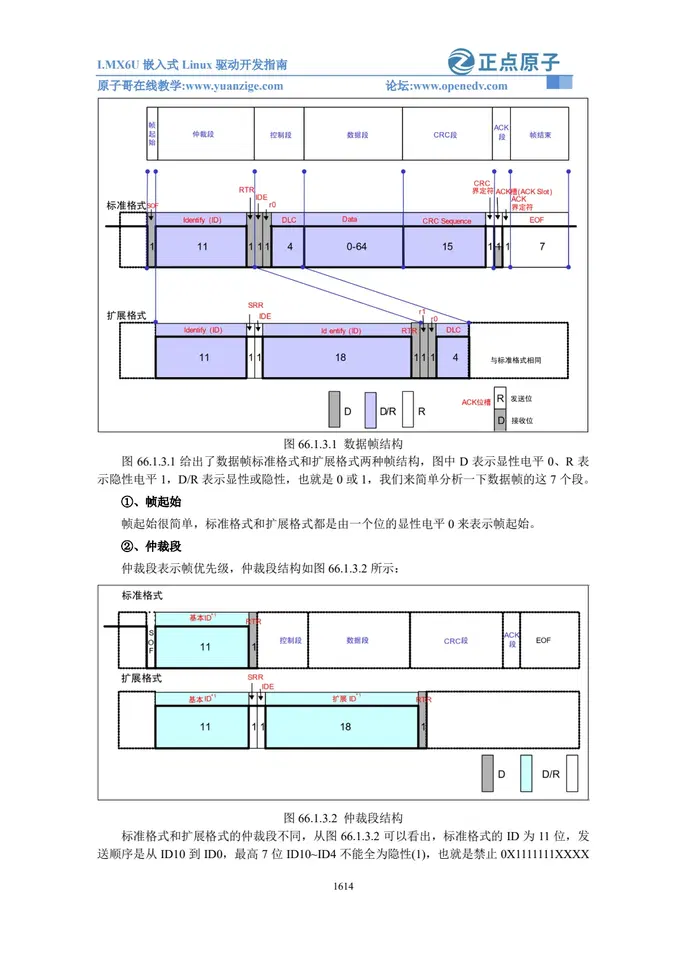 I.MX6U 嵌入式 Linux 驱动开发指南
正点原子
原子哥在线教学:www.yuanzige.com 论坛:www.openedv.com
帧起始 仲裁段 控制段 数据段 CRC段 ACK段 帧结束
标准格式
SOF RTR IDE r0 CRC界定符 ACK槽(ACK Slot) ACK界定符
Identify (ID) DLC Data CRC Sequence EOF
1 11 1 1 1 4 0-64 15 1 1 1 7
扩展格式
SRR IDE r1 r0
Identify (ID) Id entify (ID) RTR DLC
11 1 1 18 1 1 1 4 与标准格式相同
D D/R R
ACK位槽 R 发送位
D 接收位
图 66.1.3.1 数据帧结构
图 66.1.3.1 给出了数据帧标准格式和扩展格式两种帧结构，图中 D 表示显性电平 0、R 表
示隐性电平 1，D/R 表示显性或隐性，也就是 0 或 1，我们来简单分析一下数据帧的这 7 个段。
①、帧起始
帧起始很简单，标准格式和扩展格式都是由一个位的显性电平 0 来表示帧起始。
②、仲裁段
仲裁段表示帧优先级，仲裁段结构如图 66.1.3.2 所示：
标准格式
基本ID*1 RTR
SOF 11 1 控制段 数据段 CRC段 ACK段 EOF
扩展格式
SRR IDE
基本ID*1 扩展 ID*1 RTR
11 1 1 18 1
D D/R
图 66.1.3.2 仲裁段结构
标准格式和扩展格式的仲裁段不同，从图 66.1.3.2 可以看出，标准格式的 ID 为 11 位，发
送顺序是从 ID10 到 ID0，最高 7 位 ID10~ID4 不能全为隐性(1)，也就是禁止 0X1111111XXXX
1614